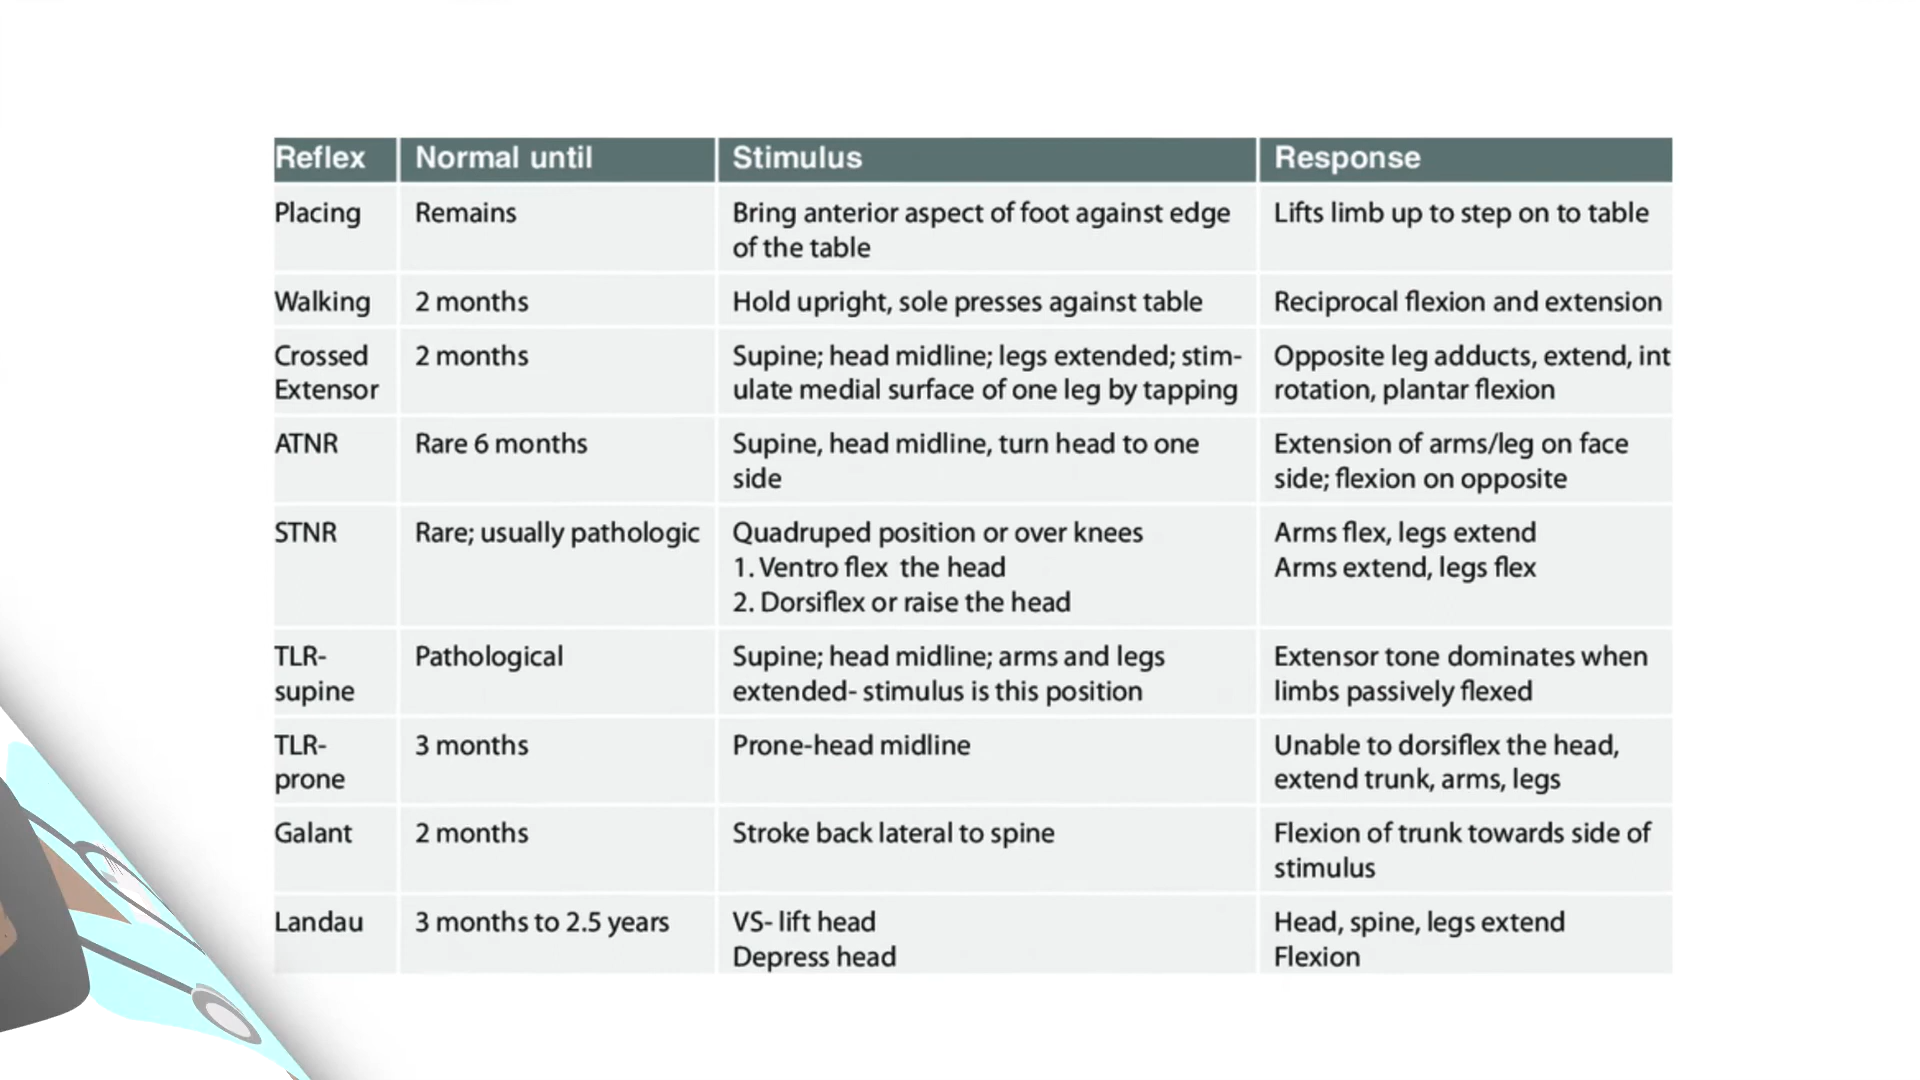 Reflex Normal until Stimulus Response
Placing Remains Bring anterior aspect of foot against edge Lifts limb up to step on to table
of the table
Walking 2 months Hold upright, sole presses against table Reciprocal flexion and extension
Crossed 2 months Supine; head midline; legs extended; stim- Opposite leg adducts, extend, int
Extensor ulate medial surface of one leg by tapping rotation, plantar flexion
ATNR Rare 6 months Supine, head midline, turn head to one Extension of arms/leg on face
side side; flexion on opposite
STNR Rare; usually pathologic Quadruped position or over knees Arms flex, legs extend
1. Ventro flex the head Arms extend, legs flex
2. Dorsiflex or raise the head
TLR- Pathological Supine; head midline; arms and legs Extensor tone dominates when
supine extended- stimulus is this position limbs passively flexed
TLR- 3 months Prone-head midline Unable to dorsiflex the head,
prone extend trunk, arms, legs
Galant 2 months Stroke back lateral to spine Flexion of trunk towards side of
stimulus
Landau 3 months to 2.5 years VS- lift head Head, spine, legs extend
Depress head Flexion